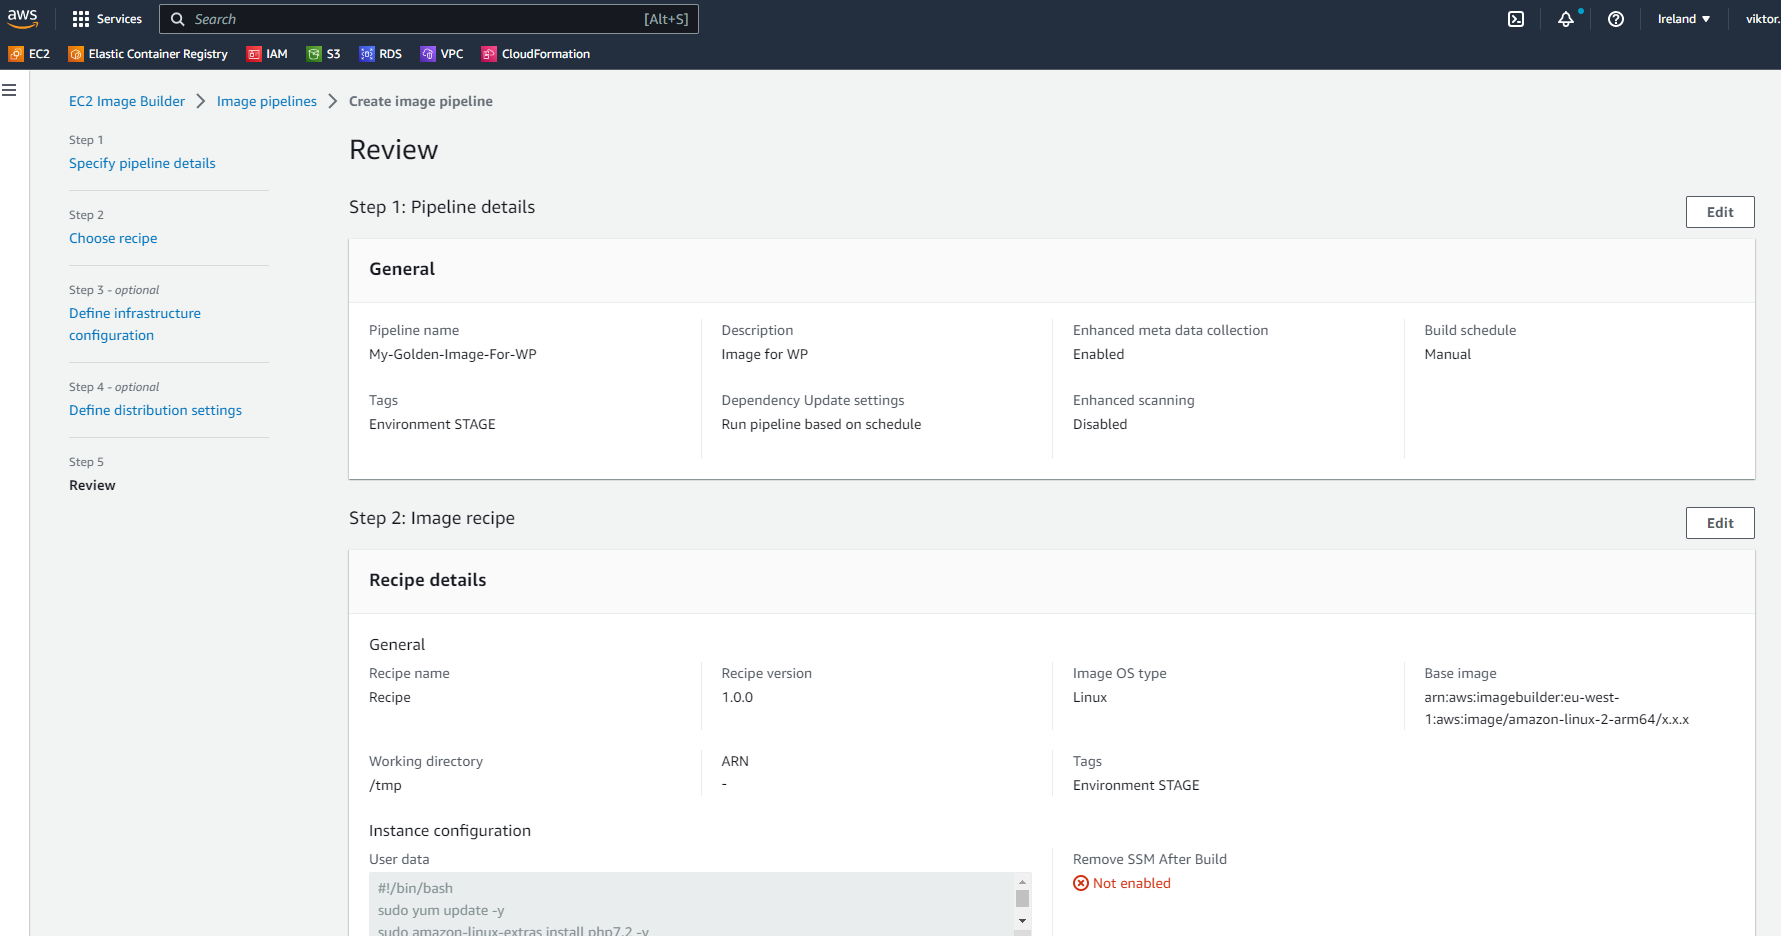 aws
Services
Search
[Alt+S]
Ireland
viktor.
EC2
Elastic Container Registry
IAM
S3
RDS
VPC
CloudFormation
EC2 Image Builder
Image pipelines
Create image pipeline
Step 1
Specify pipeline details
Step 2
Choose recipe
Step 3 - optional
Define infrastructure
configuration
Step 4 - optional
Define distribution settings
Step 5
Review
Review
Step 1: Pipeline details
Edit
General
Pipeline name
My-Golden-Image-For-WP
Description
Image for WP
Enhanced meta data collection
Enabled
Build schedule
Manual
Tags
Environment STAGE
Dependency Update settings
Run pipeline based on schedule
Enhanced scanning
Disabled
Step 2: Image recipe
Edit
Recipe details
General
Recipe name
Recipe
Recipe version
1.0.0
Image OS type
Linux
Base image
arn:aws:imagebuilder:eu-west-
1:aws:image/amazon-linux-2-arm64/x.x.x
Working directory
/tmp
ARN
-
Tags
Environment STAGE
Instance configuration
User data
#!/bin/bash
sudo yum update -y
sudo amazon-linux-extras install php7.2 -y
Remove SSM After Build
Not enabled